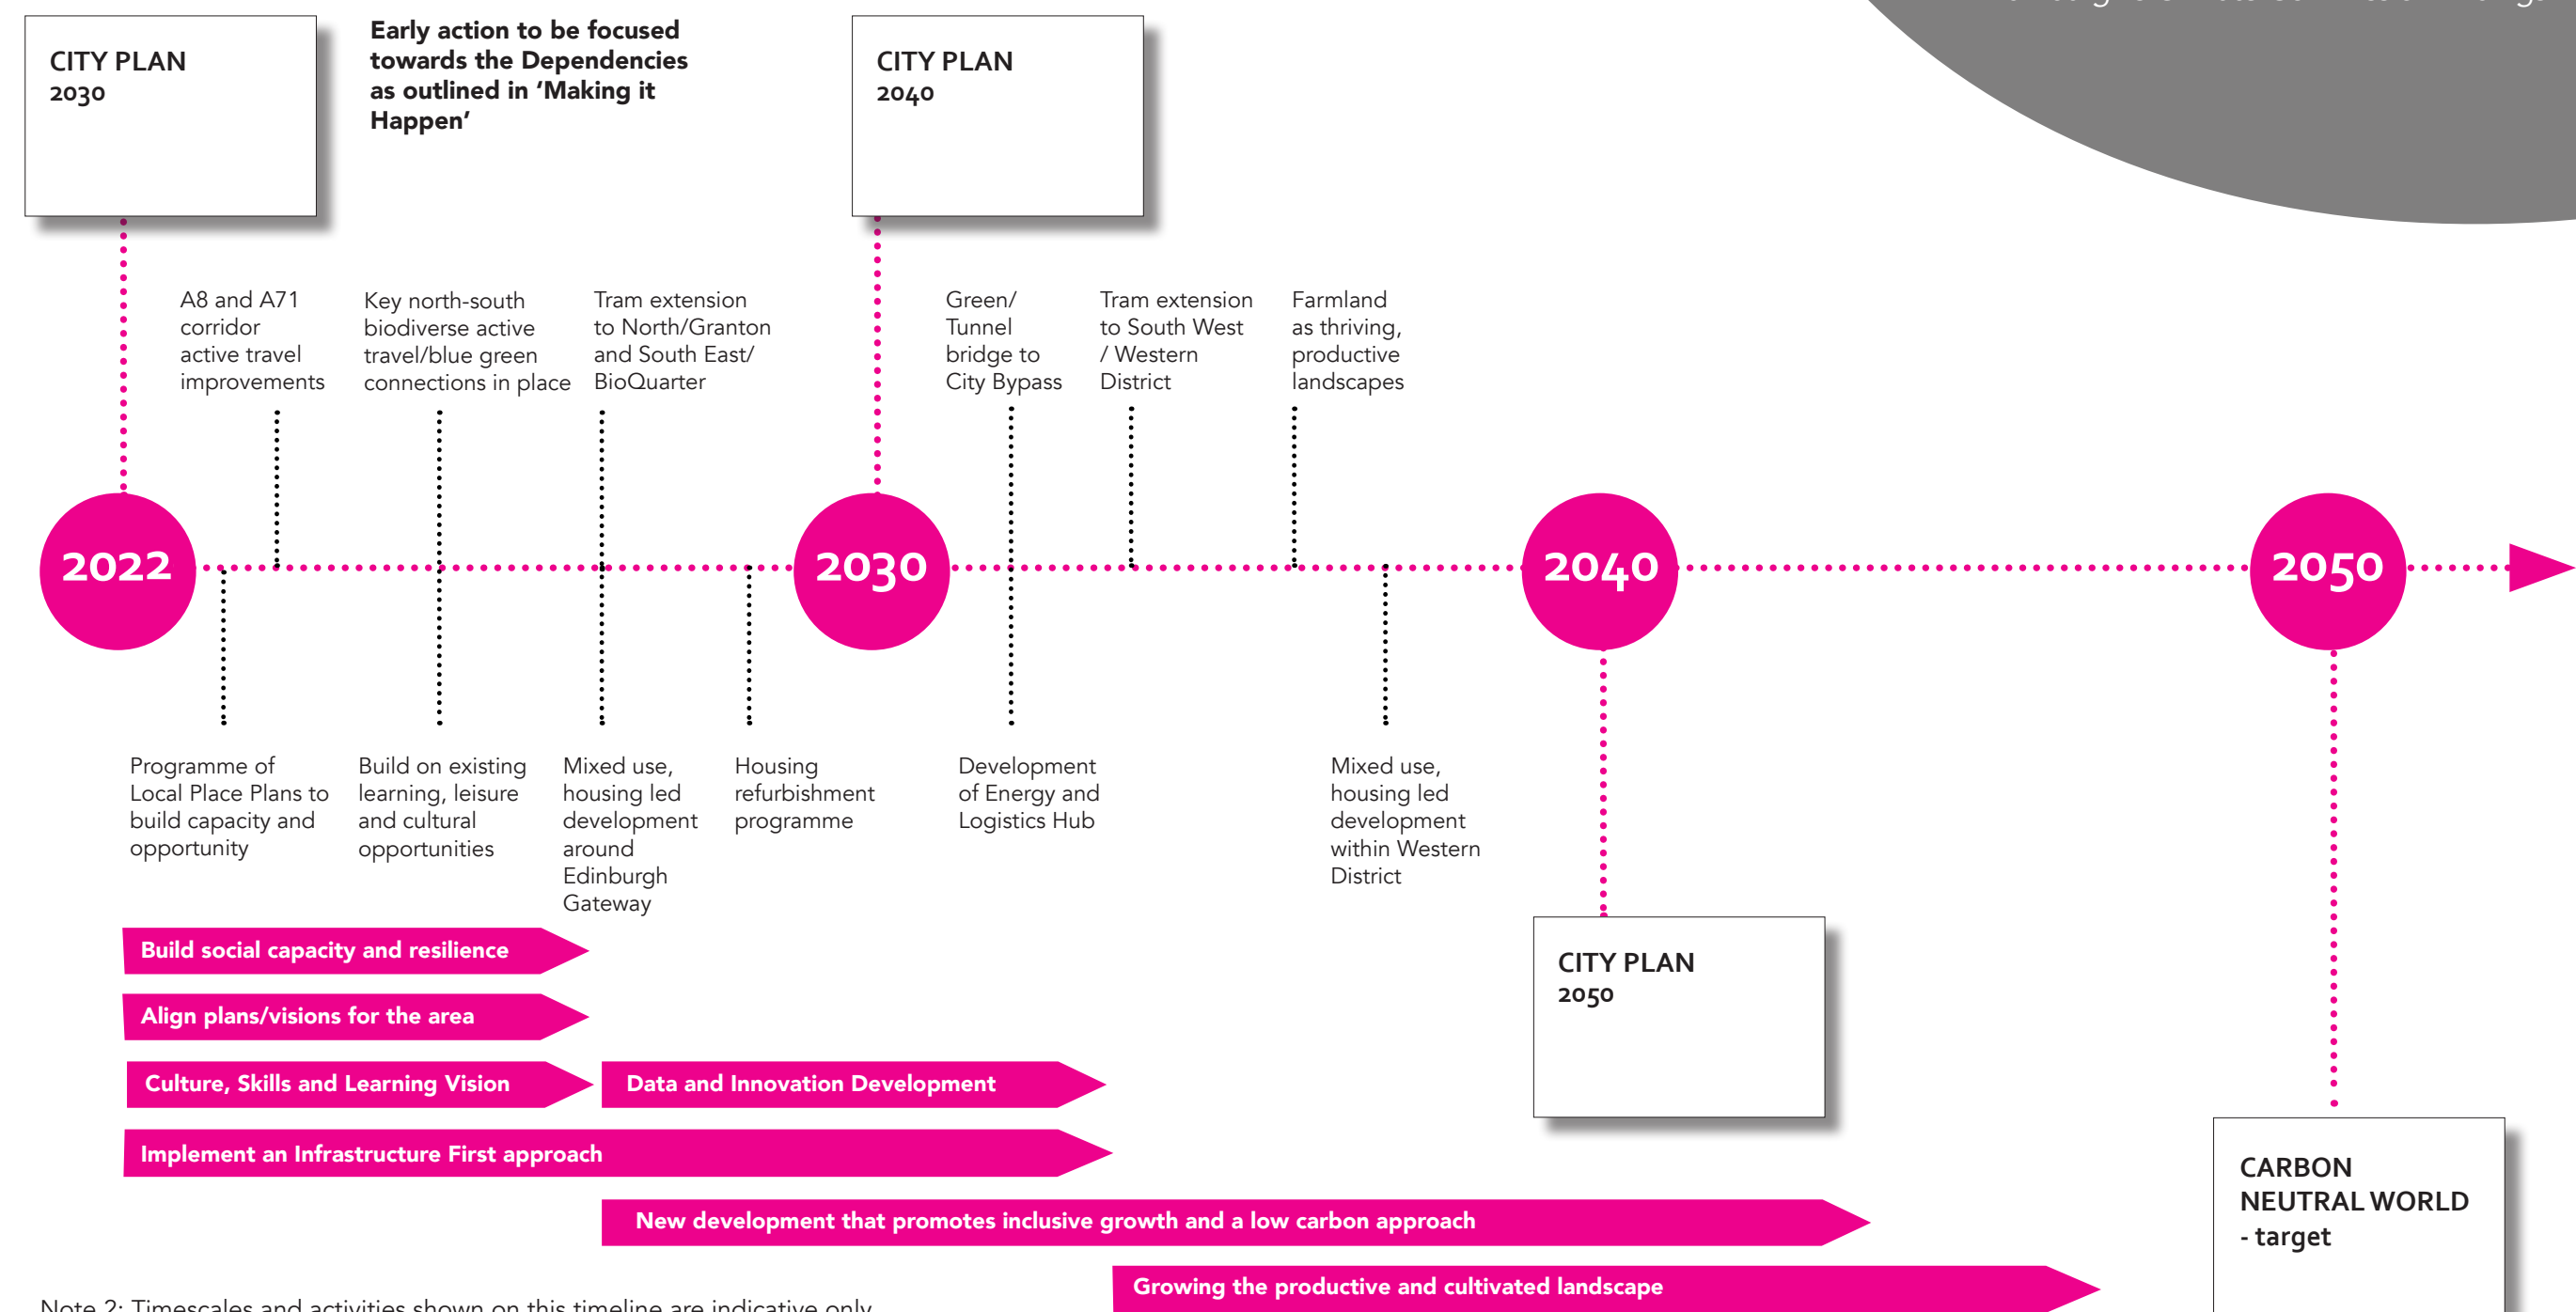 CITY PLAN
2030
Early action to be focused
towards the Dependencies
as outlined in ‘Making it
Happen’
CITY PLAN
2040
A8 and A71
corridor
active travel
improvements
Key north-south
biodiverse active
travel/blue green
connections in place
Tram extension
to North/Granton
and South East/
BioQuarter
Green/
Tunnel
bridge to
City Bypass
Tram extension
to South West
/ Western
District
Farmland
as thriving,
productive
landscapes
2022
2030
2040
2050
Programme of
Local Place Plans to
build capacity and
opportunity
Build on existing
learning, leisure
and cultural
opportunities
Mixed use,
housing led
development
around
Edinburgh
Gateway
Housing
refurbishment
programme
Development
of Energy and
Logistics Hub
Mixed use,
housing led
development
within Western
District
Build social capacity and resilience
Align plans/visions for the area
Culture, Skills and Learning Vision
Data and Innovation Development
Implement an Infrastructure First approach
New development that promotes inclusive growth and a low carbon approach
Growing the productive and cultivated landscape
CITY PLAN
2050
CARBON
NEUTRAL WORLD
- target
Note 2: Timescales and activities shown on this timeline are indicative only